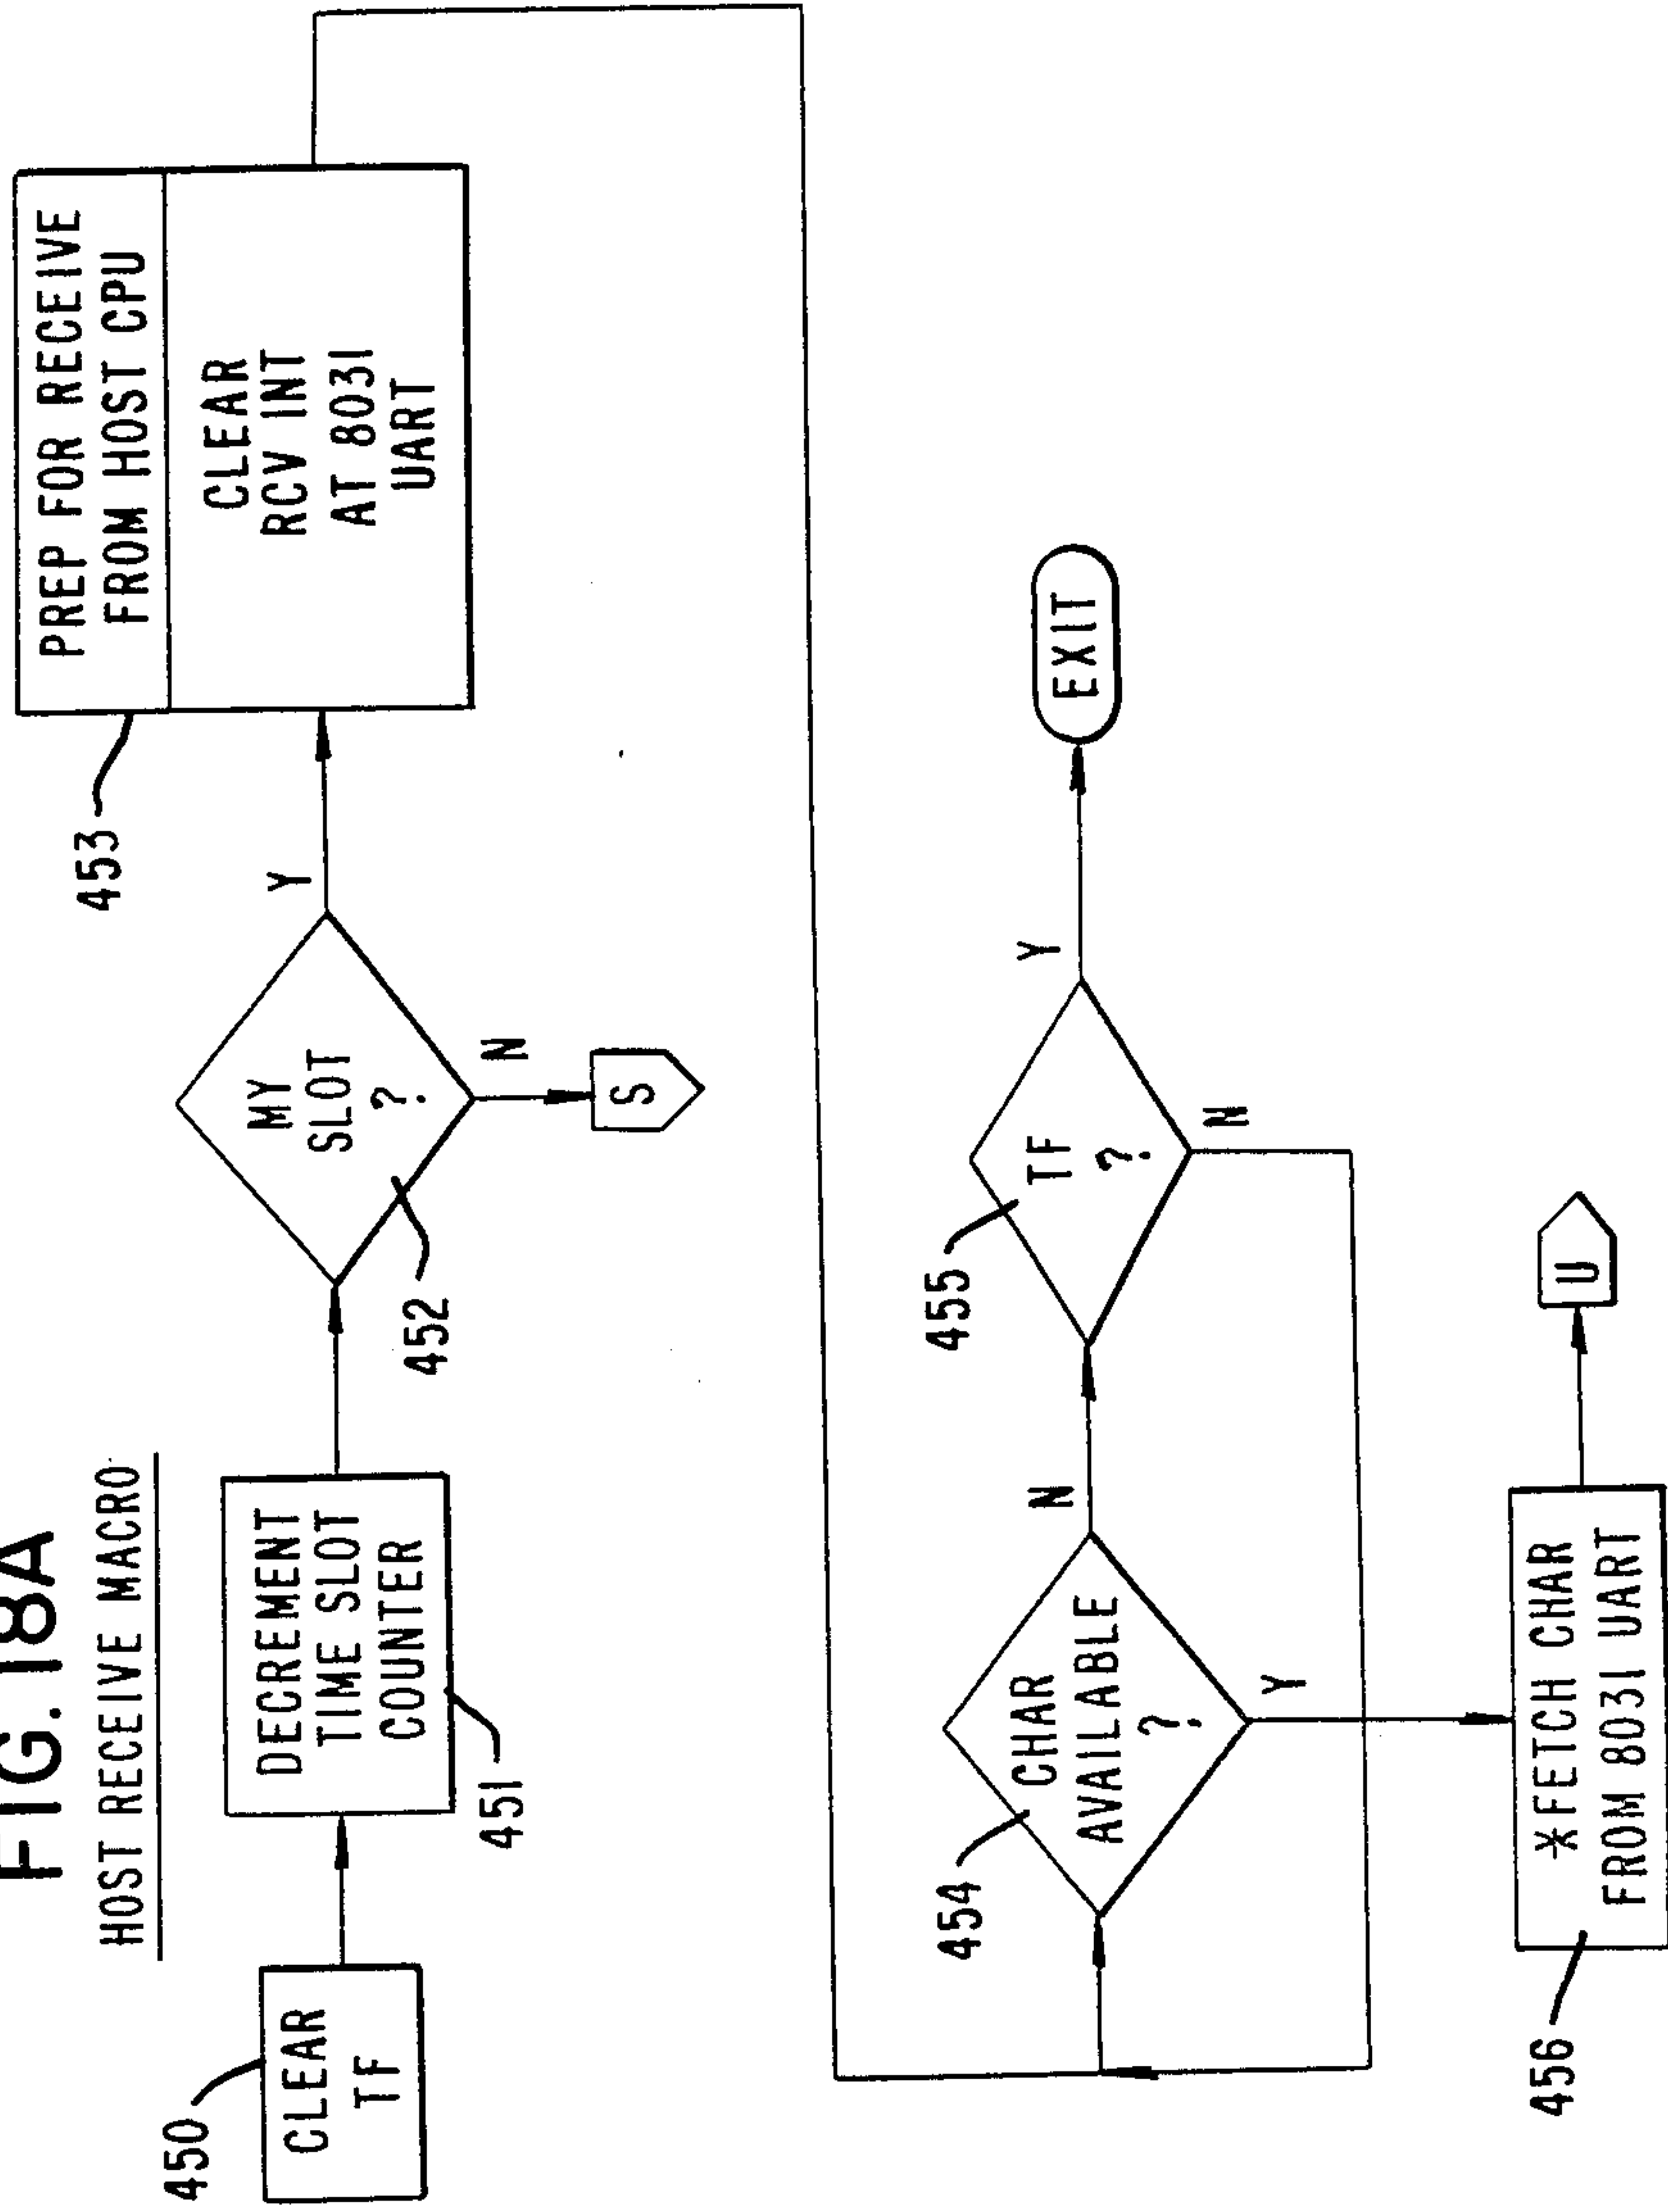 FIG. 18A
HOST RECEIVE MACRO
450
CLEAR
TF
DECREMENT
TIME SLOT
COUNTER
451
MY
SLOT
?
452
Y
N
S
453
PREP FOR RECEIVE
FROM HOST CPU
CLEAR
RCV INT
AT 8031
UART
454
CHAR
AVAILABLE
?
N
Y
455
TF
?
Y
N
EXIT
456
*FETCH CHAR
FROM 8031 UART
U